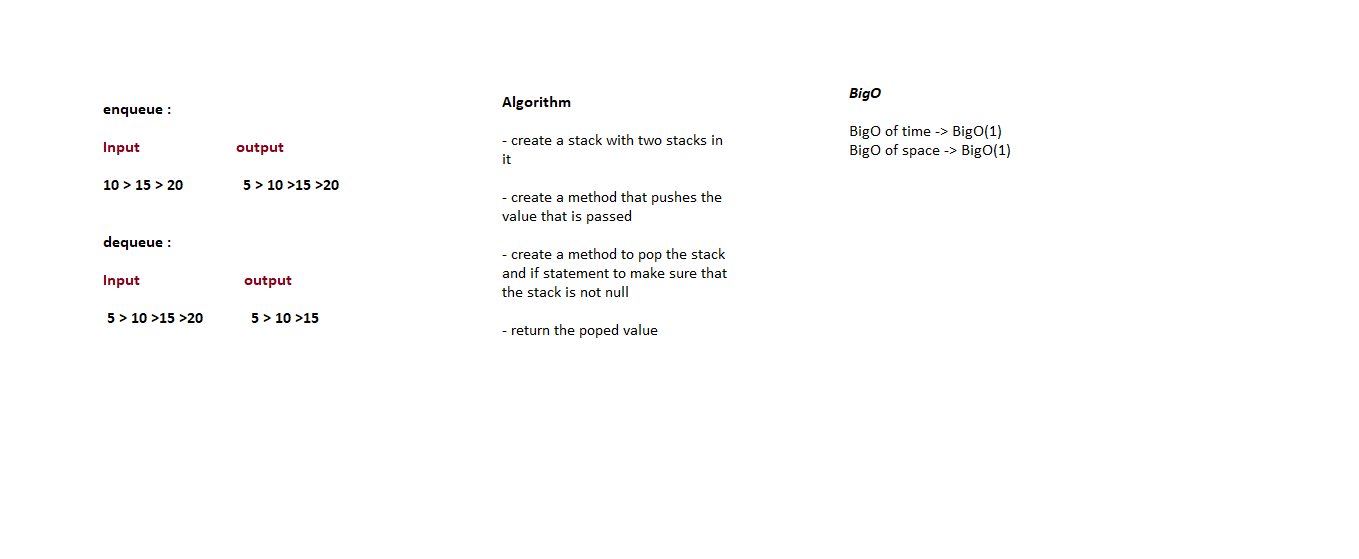 enqueue :
Input output
10 > 15 > 20 5 > 10 >15 >20
dequeue :
Input output
5 > 10 >15 >20 5 > 10 >15
Algorithm
- create a stack with two stacks in
it
- create a method that pushes the
value that is passed
- create a method to pop the stack
and if statement to make sure that
the stack is not null
- return the poped value
BigO
BigO of time -> BigO(1)
BigO of space -> BigO(1)